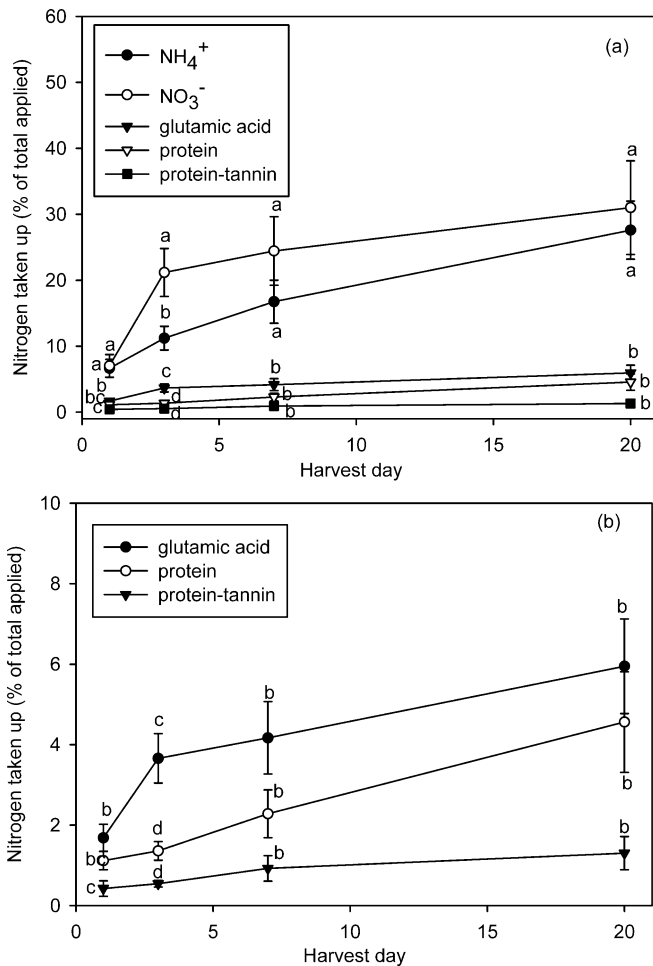 60
50
40
30
20
10
0
Nitrogen taken up (% of total applied)
(a)
NH4+
NO3-
glutamic acid
protein
protein-tannin
a
a
a
a
a
b
a
a
b
c
b
b
bc
d
b
b
c
d
b
b
0 5 10 15 20
Harvest day
10
8
6
4
2
0
Nitrogen taken up (% of total applied)
(b)
glutamic acid
protein
protein-tannin
b
c
b
b
b
b
b
d
bc
b
c
d
0 5 10 15 20
Harvest day